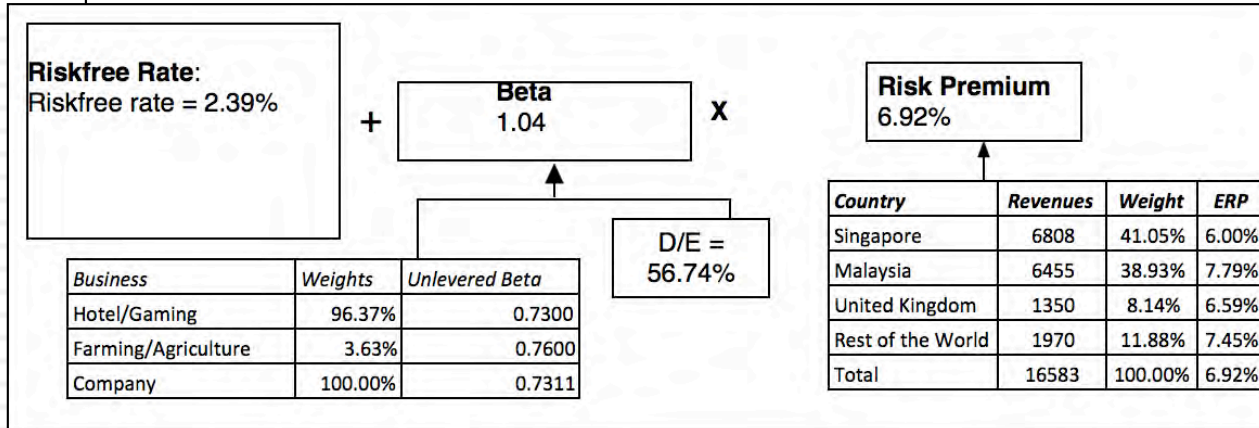 Riskfree Rate:
Riskfree rate = 2.39%
+
Beta
1.04
X
Risk Premium
6.92%
D/E =
56.74%
Business Weights Unlevered Beta
Hotel/Gaming 96.37% 0.7300
Farming/Agriculture 3.63% 0.7600
Company 100.00% 0.7311
Country Revenues Weight ERP
Singapore 6808 41.05% 6.00%
Malaysia 6455 38.93% 7.79%
United Kingdom 1350 8.14% 6.59%
Rest of the World 1970 11.88% 7.45%
Total 16583 100.00% 6.92%